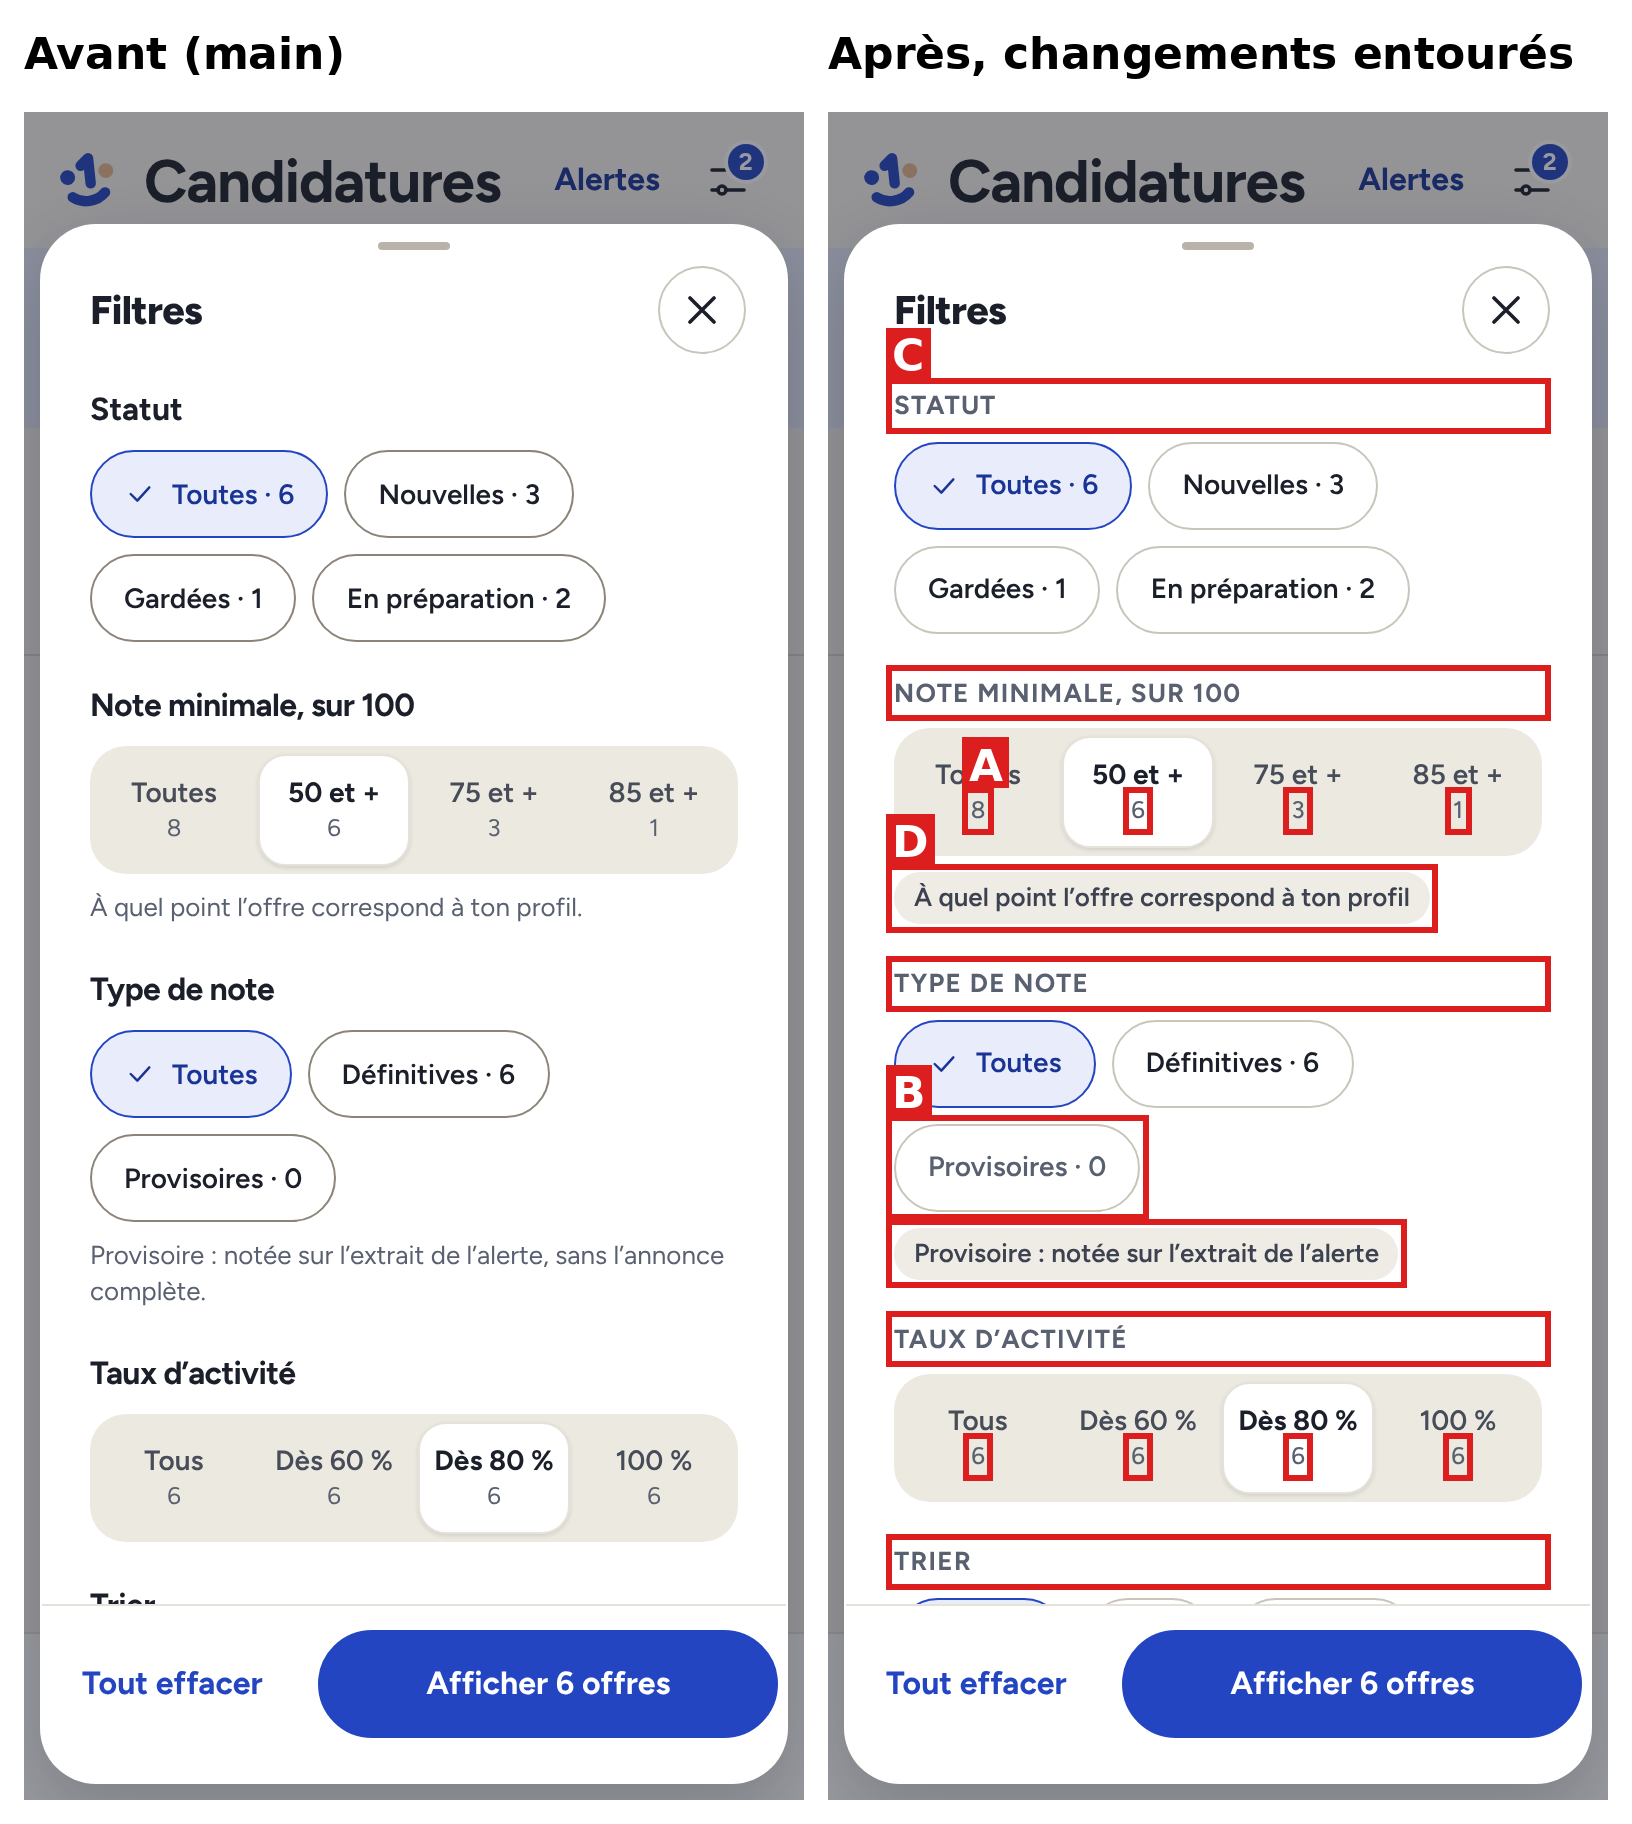 Avant (main)
Candidatures
Alertes
2
Filtres
Statut
Toutes · 6
Nouvelles · 3
Gardées · 1
En préparation · 2
Note minimale, sur 100
Toutes
50 et +
75 et +
85 et +
8
6
3
1
À quel point l’offre correspond à ton profil.
Type de note
Toutes
Définitives · 6
Provisoires · 0
Provisoire : notée sur l’extrait de l’alerte, sans l’annonce
complète.
Taux d’activité
Tous
Dès 60 %
Dès 80 %
100 %
6
6
6
6
Trier
Tout effacer
Afficher 6 offres
Après, changements entourés
Candidatures
Alertes
2
Filtres
C
STATUT
Toutes · 6
Nouvelles · 3
Gardées · 1
En préparation · 2
NOTE MINIMALE, SUR 100
A
50 et +
75 et +
85 et +
8
6
3
1
D
À quel point l’offre correspond à ton profil
TYPE DE NOTE
Toutes
Définitives · 6
B
Provisoires · 0
Provisoire : notée sur l’extrait de l’alerte
TAUX D’ACTIVITÉ
Tous
Dès 60 %
Dès 80 %
100 %
6
6
6
6
TRIER
Tout effacer
Afficher 6 offres